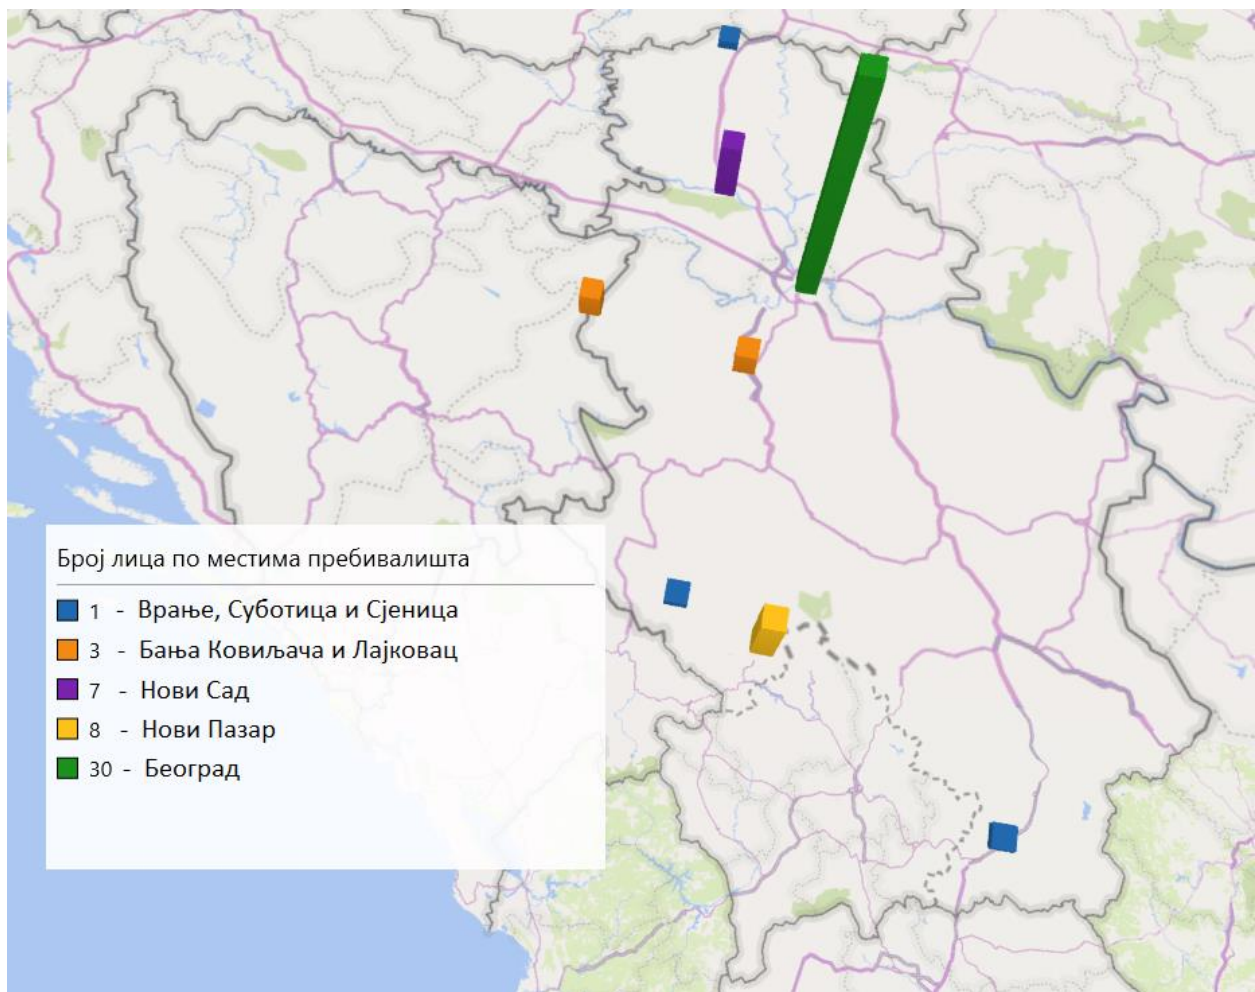 Број лица по местима пребивалишта
1 - Врање, Суботица и Сјеница
3 - Бања Ковиљача и Лајковац
7 - Нови Сад
8 - Нови Пазар
30 - Београд